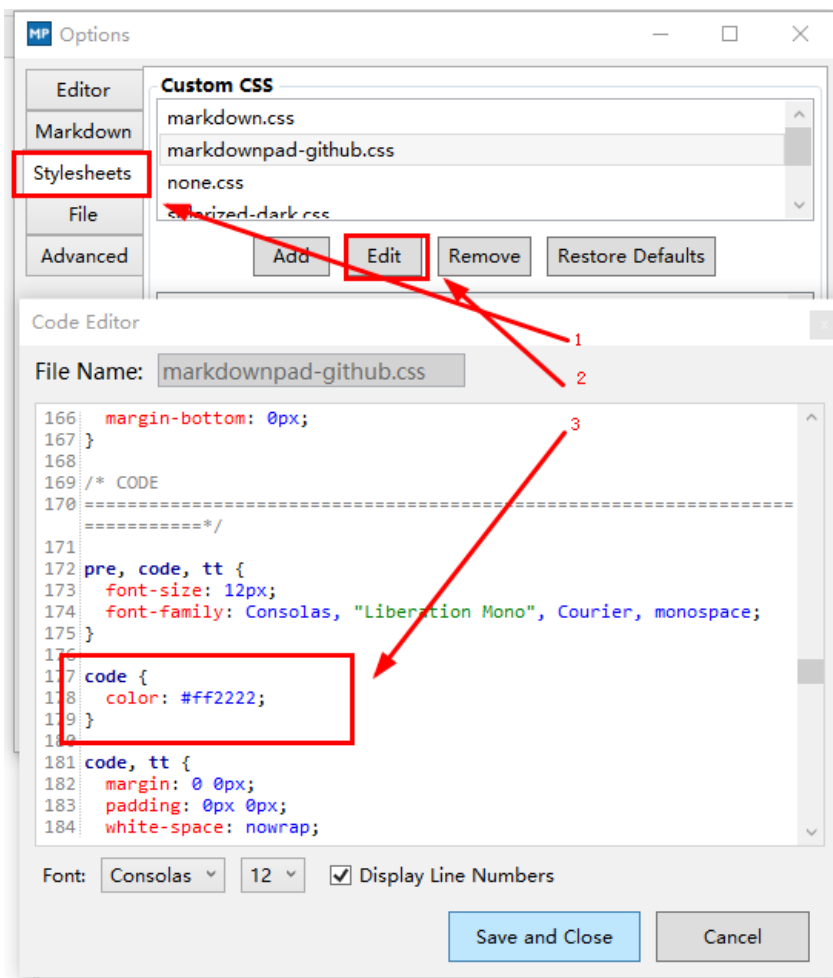 MP Options
Editor
Markdown
Stylesheets
File
Advanced
Custom CSS
markdown.css
markdownpad-github.css
none.css
solarized-dark.css
Add
Edit
Remove
Restore Defaults
Code Editor
1
File Name: markdownpad-github.css
2
3
166 margin-bottom: 0px;
167 }
168
169 /* CODE
170 ====================================================================
===========*/
171
172 pre, code, tt {
173 font-size: 12px;
174 font-family: Consolas, "Liberation Mono", Courier, monospace;
175 }
176
177 code {
178 color: #ff2222;
179 }
180
181 code, tt {
182 margin: 0 0px;
183 padding: 0px 0px;
184 white-space: nowrap;
Font: Consolas 12 Display Line Numbers
Save and Close
Cancel